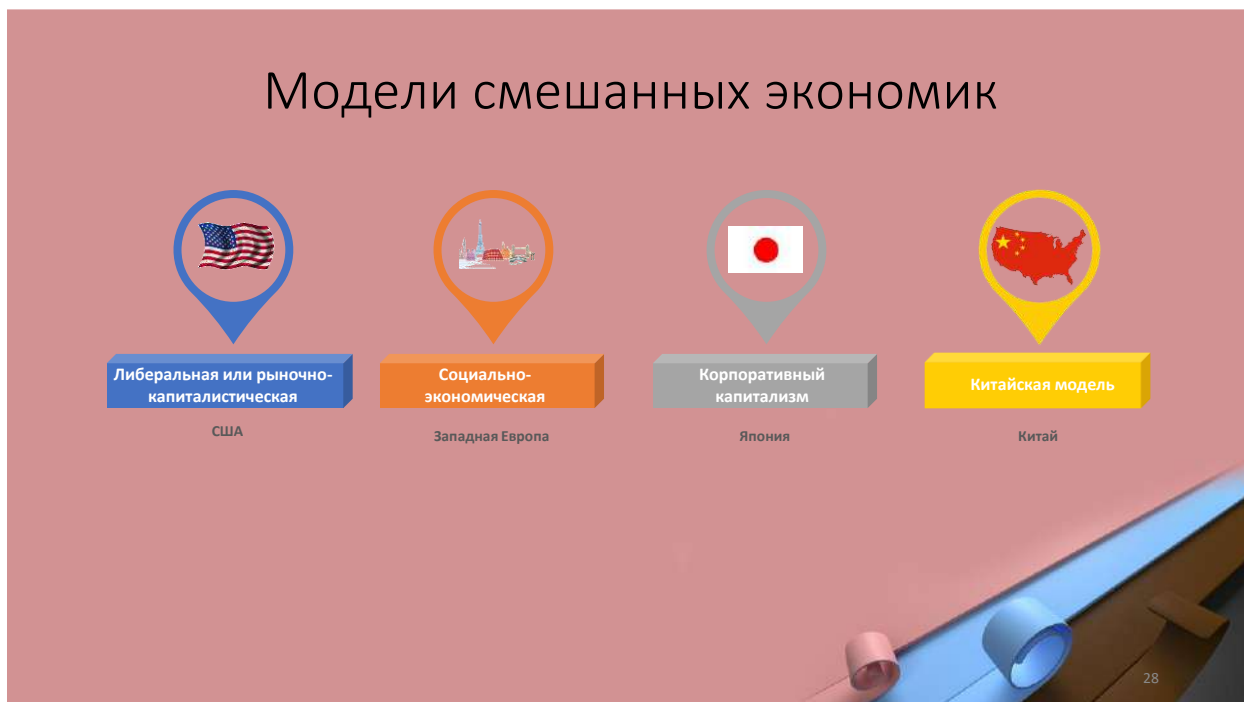 Модели смешанных экономик
Либеральная или рыночно-
капиталистическая
США
Социально-
экономическая
Западная Европа
Корпоративный
капитализм
Япония
Китайская модель
Китай
28